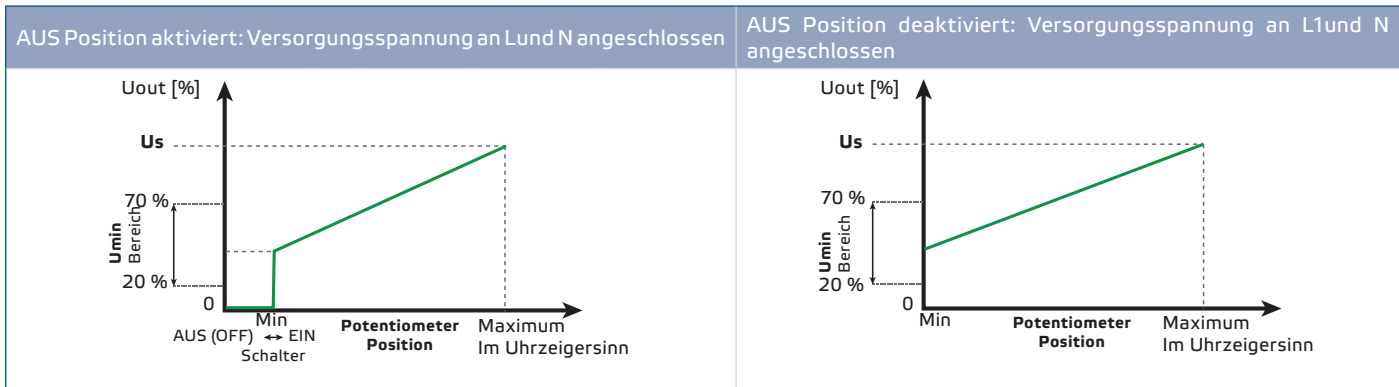 AUS Position aktiviert: Versorgungsspannung an Lund N angeschlossen
AUS Position deaktiviert: Versorgungsspannung an L1und N
angeschlossen
Uout [%]
Us
70 %
Umin
Bereich
20 %
0
Min
AUS (OFF) ↔ EIN
Schalter
Potentiometer
Position
Maximum
Im Uhrzeigersinn
Uout [%]
Us
70 %
Umin
Bereich
20 %
0
Min
Potentiometer
Position
Maximum
Im Uhrzeigersinn